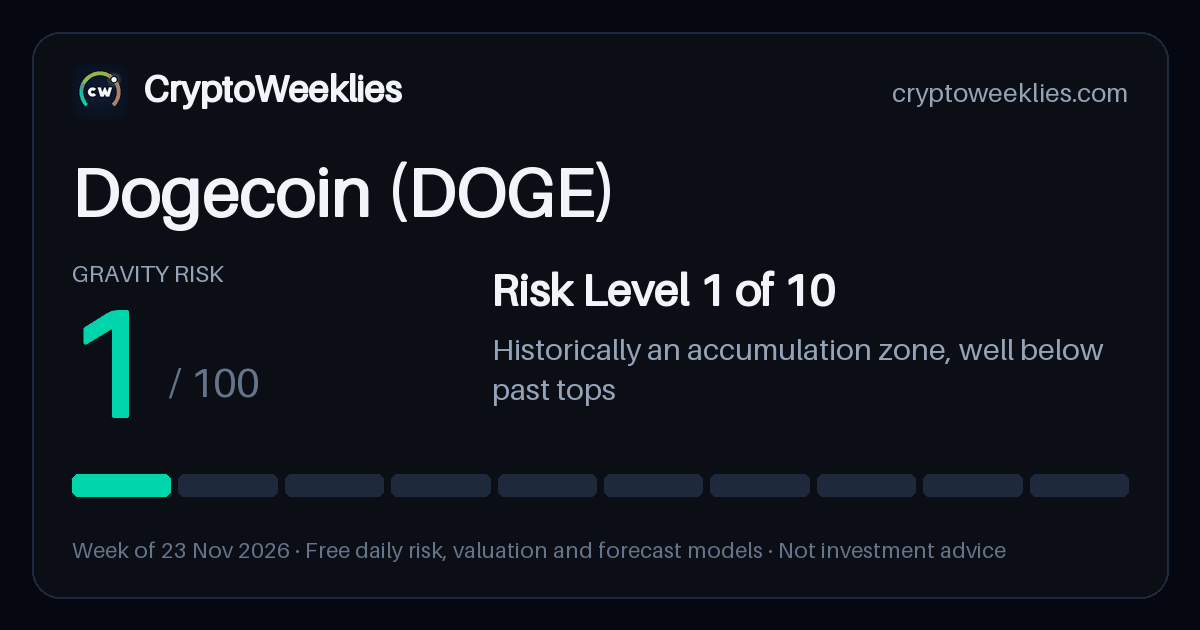 CW CryptoWeeklies
cryptoweeklies.com
Dogecoin (DOGE)
GRAVITY RISK
1 / 100
Risk Level 1 of 10
Historically an accumulation zone, well below
past tops
Week of 23 Nov 2026 · Free daily risk, valuation and forecast models · Not investment advice